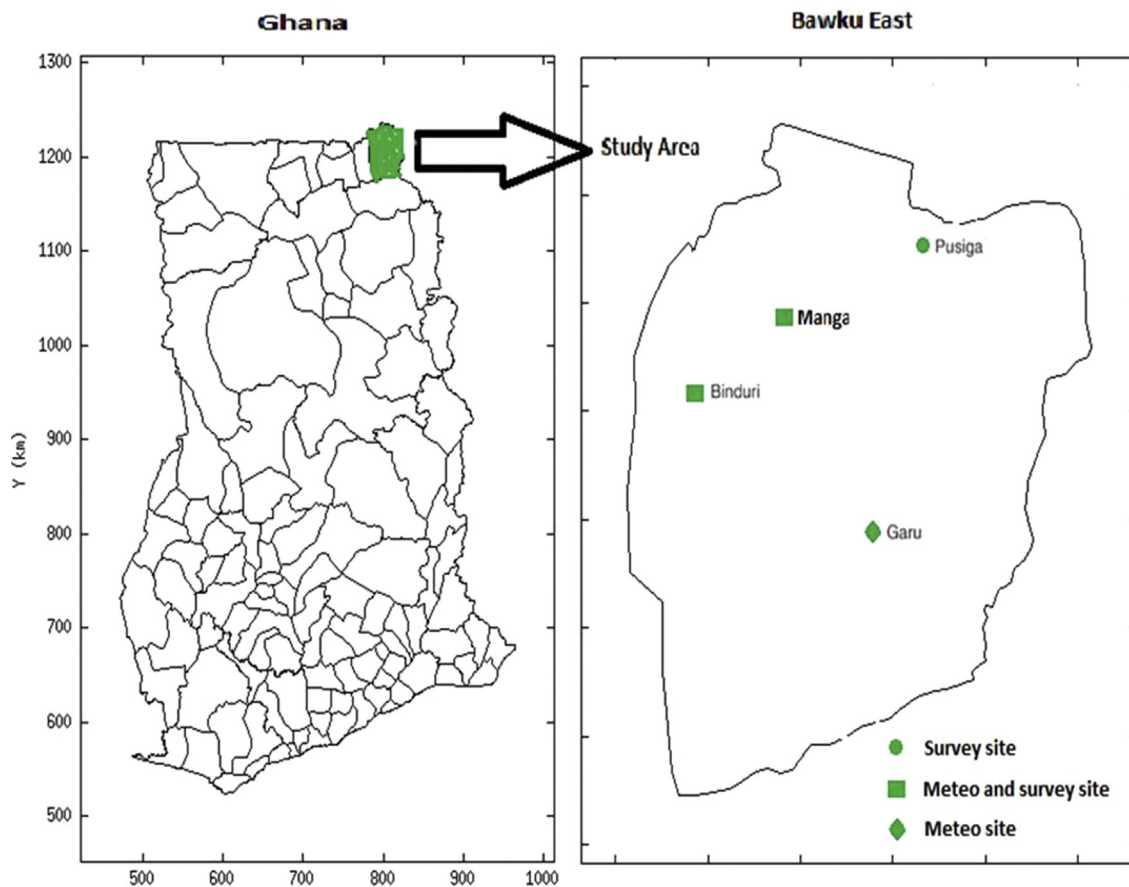 Ghana
Bawku East
1300
1200
1100
1000
900
800
700
600
500
Y (km)
500
600
700
800
900
1000
Study Area
Pusiga
Manga
Binduri
Garu
Survey site
Meteo and survey site
Meteo site